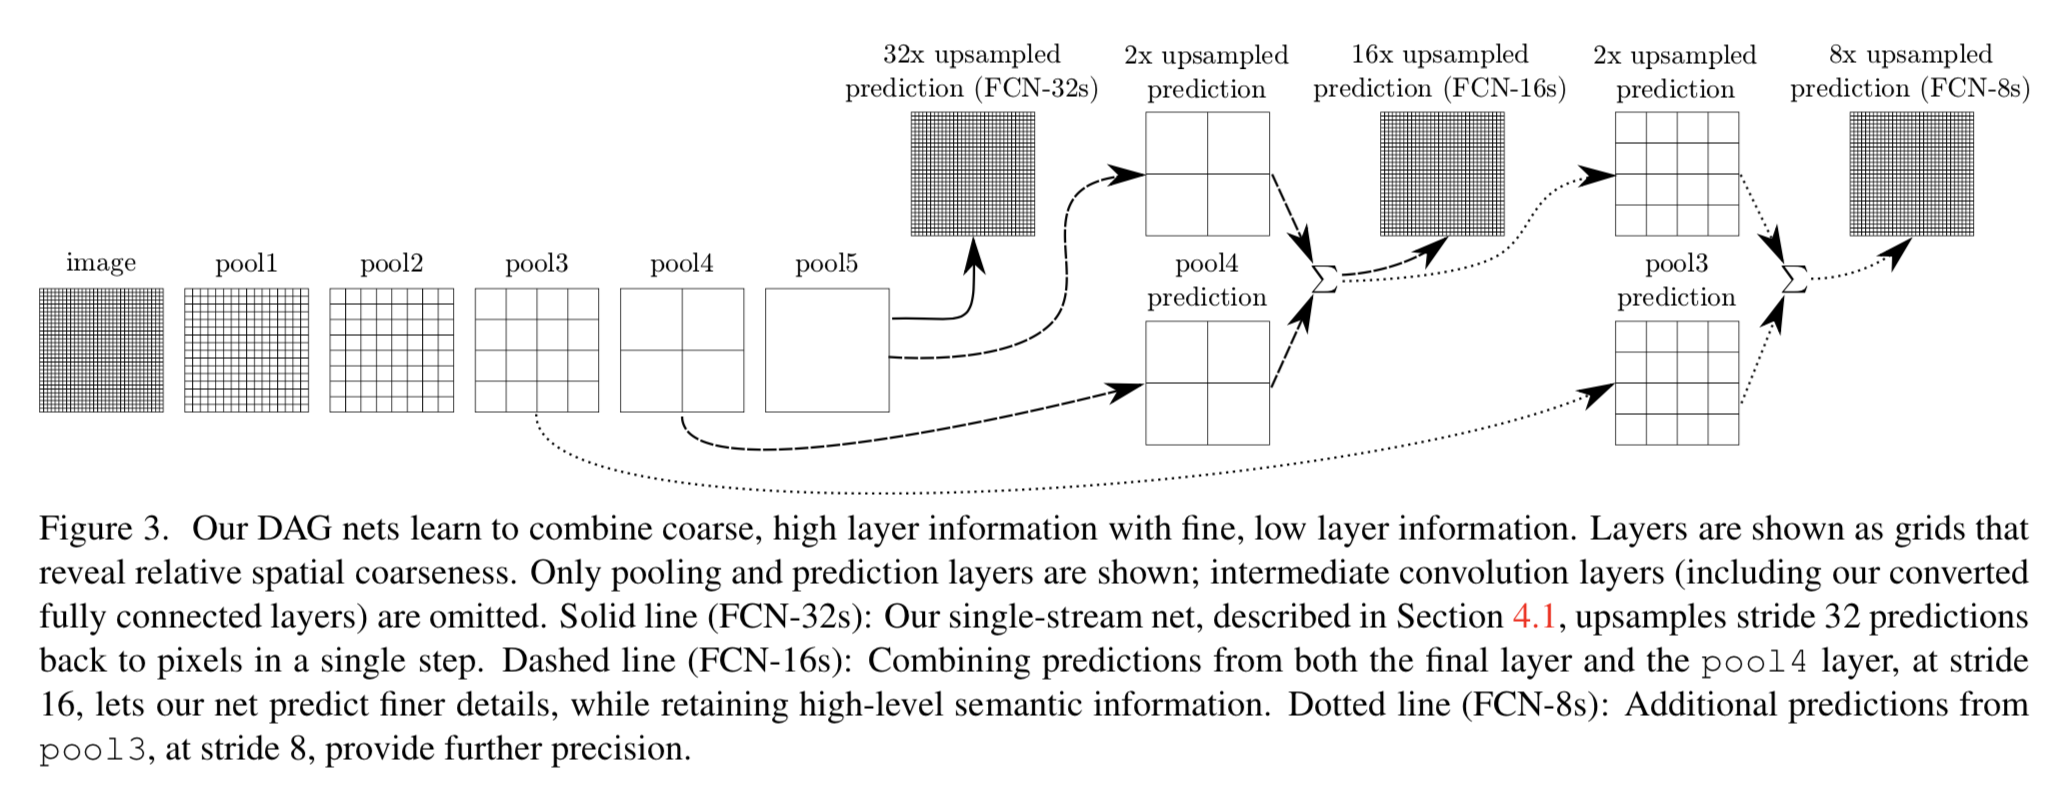 32x upsampled
prediction (FCN-32s)
2x upsampled
prediction
16x upsampled
prediction (FCN-16s)
2x upsampled
prediction
8x upsampled
prediction (FCN-8s)
image
pool1
pool2
pool3
pool4
pool5
pool4
prediction
Σ
pool3
prediction
Σ
Figure 3. Our DAG nets learn to combine coarse, high layer information with fine, low layer information. Layers are shown as grids that
reveal relative spatial coarseness. Only pooling and prediction layers are shown; intermediate convolution layers (including our converted
fully connected layers) are omitted. Solid line (FCN-32s): Our single-stream net, described in Section 4.1, upsamples stride 32 predictions
back to pixels in a single step. Dashed line (FCN-16s): Combining predictions from both the final layer and the pool4 layer, at stride
16, lets our net predict finer details, while retaining high-level semantic information. Dotted line (FCN-8s): Additional predictions from
pool3, at stride 8, provide further precision.